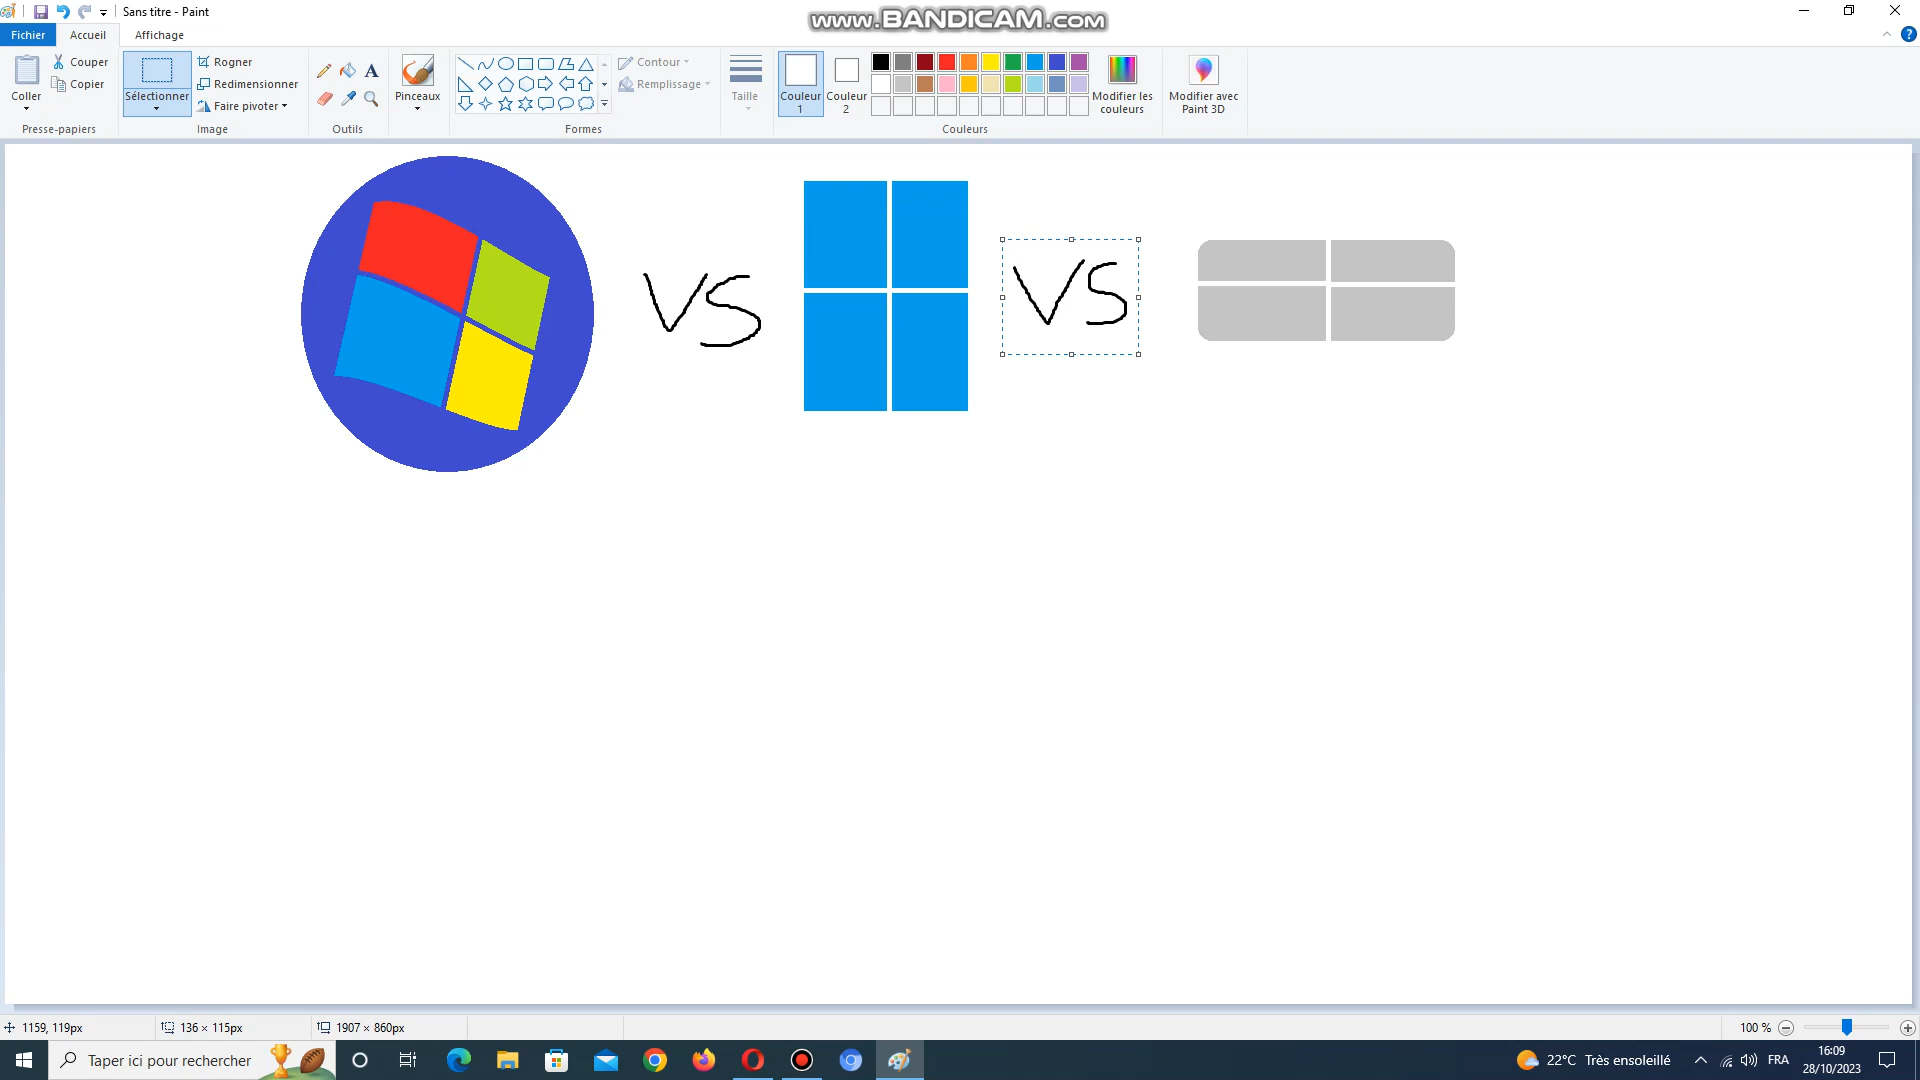 Sans titre - Paint
www.BANDICAM.com
Fichier
Accueil
Affichage
Coller
Couper
Copier
Presse-papiers
Sélectionner
Rogner
Redimensionner
Faire pivoter
Image
A
Outils
Pinceaux
Contour
Remplissage
Formes
Taille
Couleur
1
Couleur
2
Modifier les
couleurs
Couleurs
Modifier avec
Paint 3D
VS
VS
1159, 119px
136 × 115px
1907 × 860px
100 %
Taper ici pour rechercher
22°C Très ensoleillé
FRA
16:09
28/10/2023